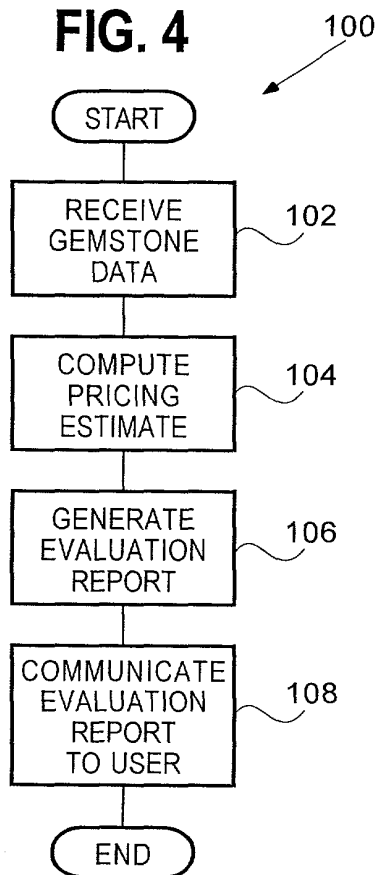 FIG. 4
100
START
RECEIVE
GEMSTONE
DATA
102
COMPUTE
PRICING
ESTIMATE
104
GENERATE
EVALUATION
REPORT
106
COMMUNICATE
EVALUATION
REPORT
TO USER
108
END